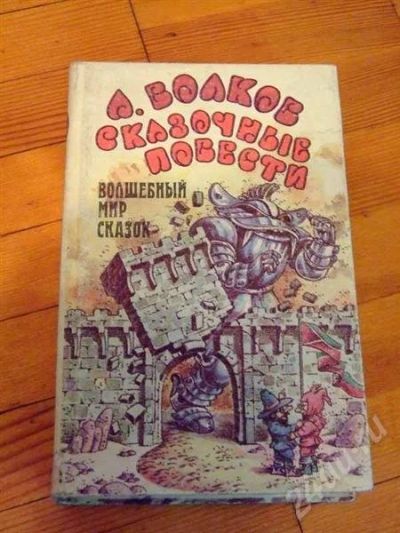 А. ВОЛКОВ
СКАЗОЧНЫЕ
ПОВЕСТИ
ВОЛШЕБНЫЙ
МИР
СКАЗОК